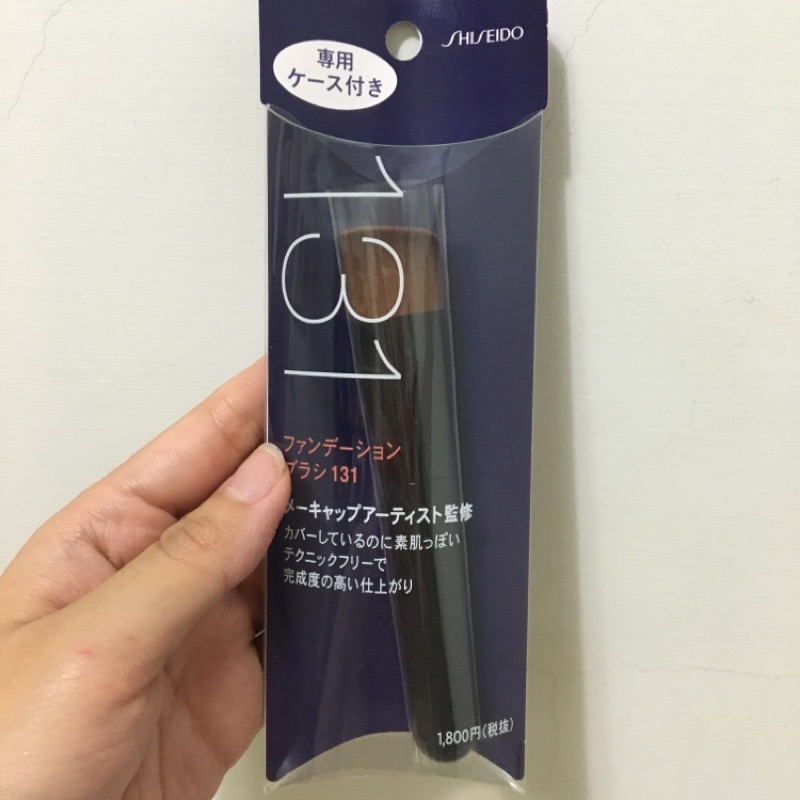 SHISEIDO
専用
ケース付き
131
ファンデーション
ブラシ 131
メーキャップアーティスト監修
カバーしているのに素肌っぽい
テクニックフリーで
完成度の高い仕上がり
1,800円(税抜)